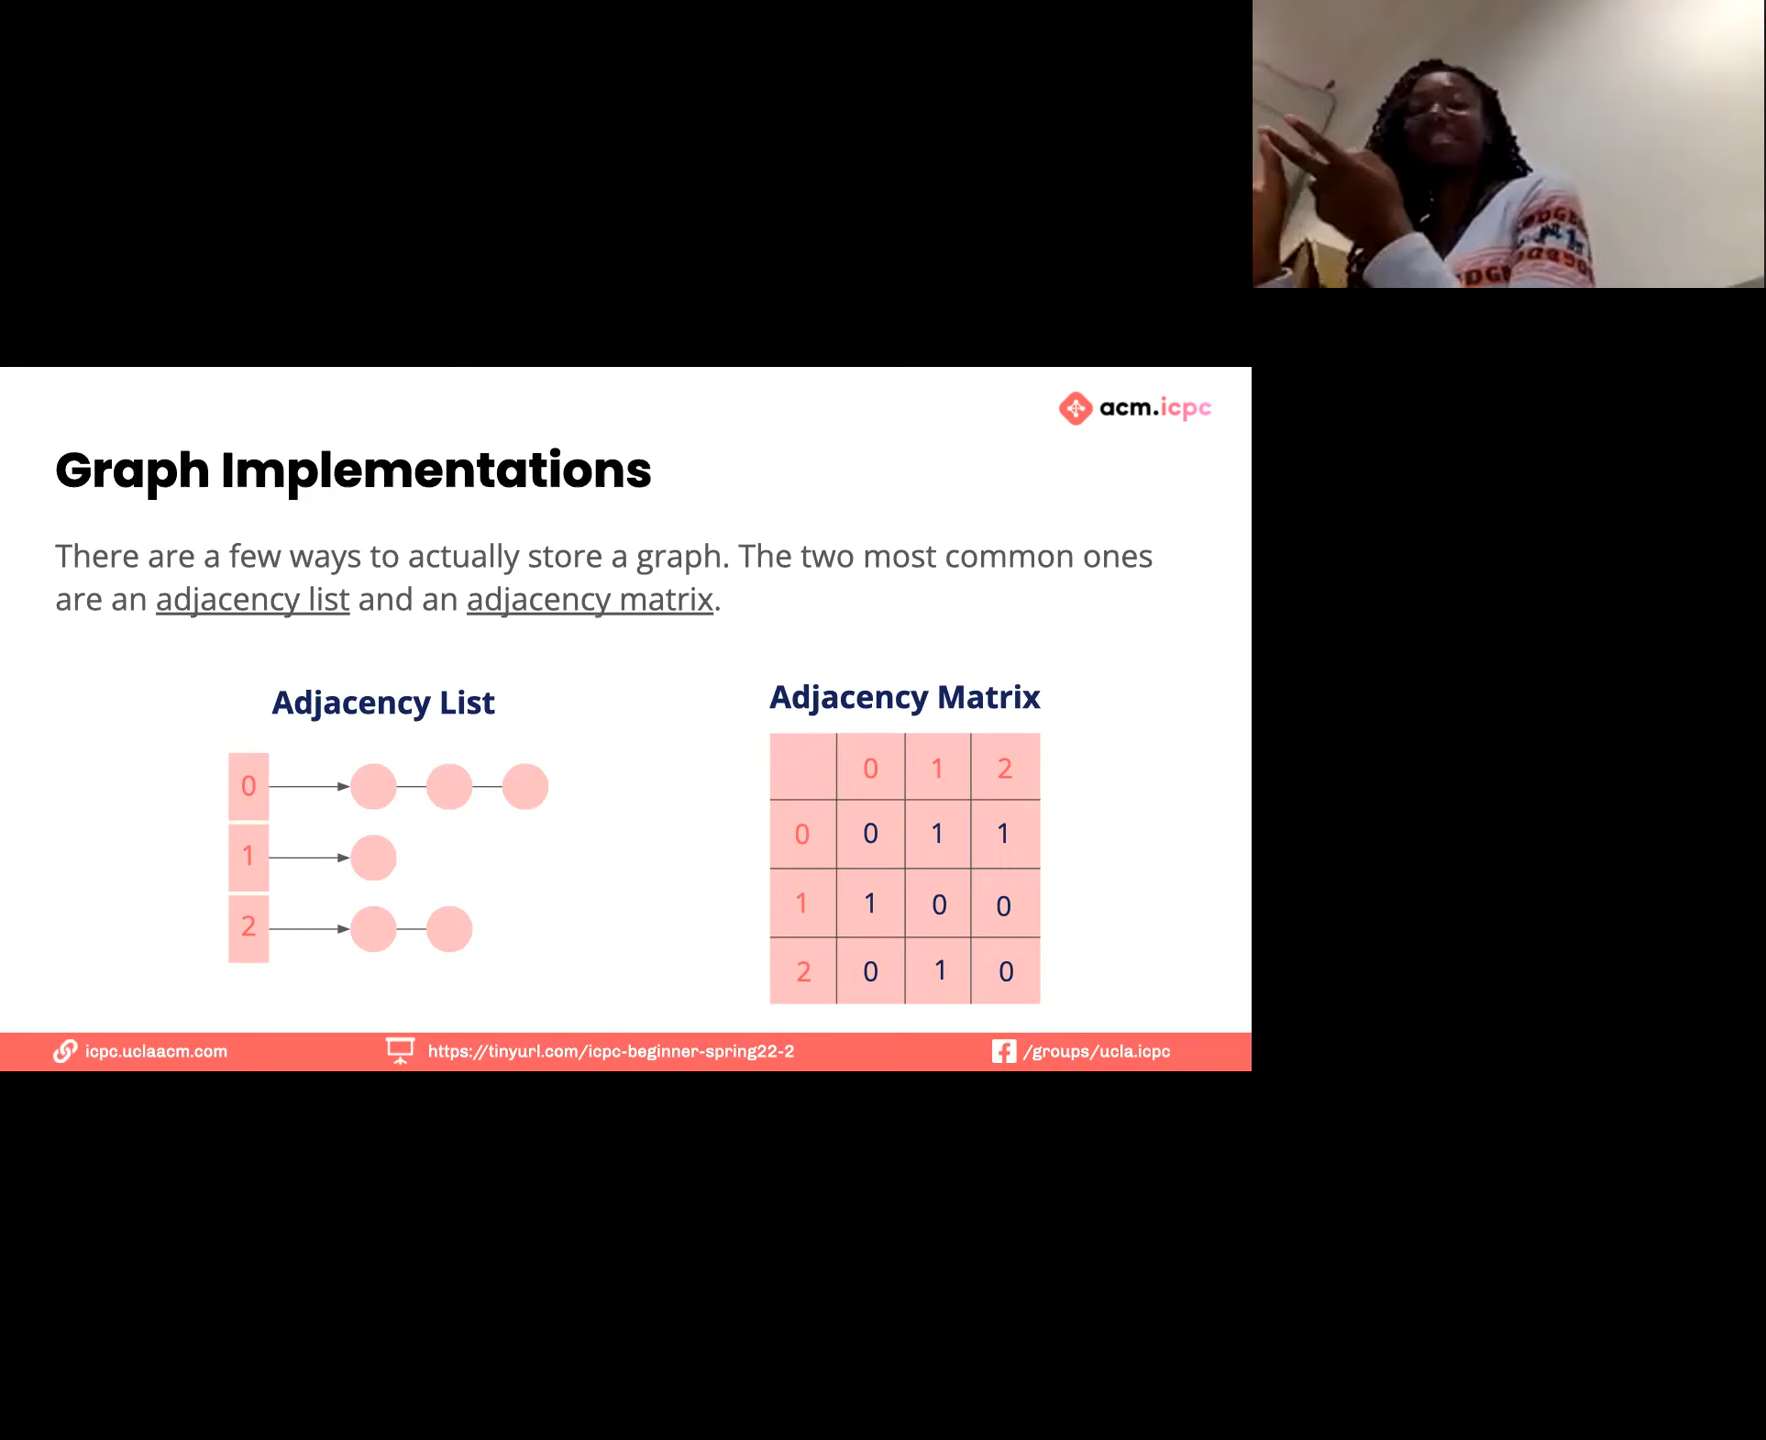 acm.icpc
Graph Implementations
There are a few ways to actually store a graph. The two most common ones
are an adjacency list and an adjacency matrix.
Adjacency List
0
1
2
Adjacency Matrix
0 1 2
0 0 1 1
1 1 0 0
2 0 1 0
icpc.uclaacm.com
https://tinyurl.com/icpc-beginner-spring22-2
/groups/ucla.icpc